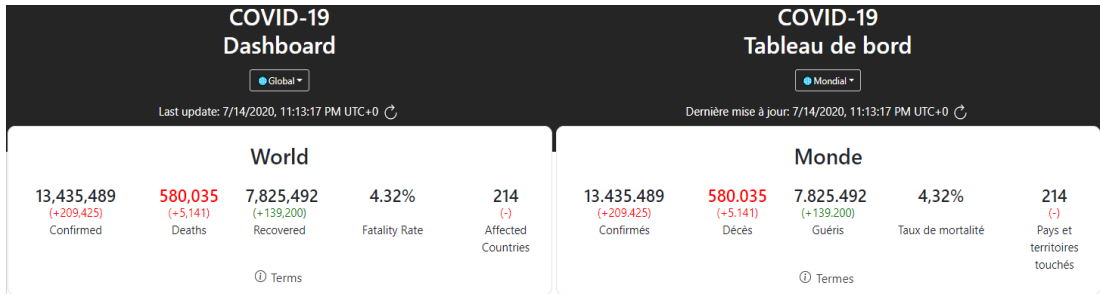 COVID-19
Dashboard
Global
Last update: 7/14/2020, 11:13:17 PM UTC+0
World
13,435,489 580,035 7,825,492 4.32% 214
(+209,425) (+5,141) (+139,200) (-)
Confirmed Deaths Recovered Fatality Rate Affected
Countries
Terms
COVID-19
Tableau de bord
Mondial
Dernière mise à jour: 7/14/2020, 11:13:17 PM UTC+0
Monde
13.435.489 580.035 7.825.492 4,32% 214
(+209.425) (+5.141) (+139.200) (-)
Confirmés Décès Guéris Taux de mortalité Pays et
territoires
touchés
Termes